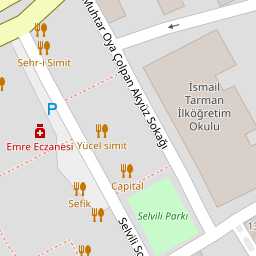 Muhtar Oya Çolpan Akyüz Sokağı
Sehr-i Simit
İsmail
Tarman
İlköğretim
Okulu
P
Emre Eczanesi
Yücel simit
Capital
Sefik
Selvili Parkı
Selvili